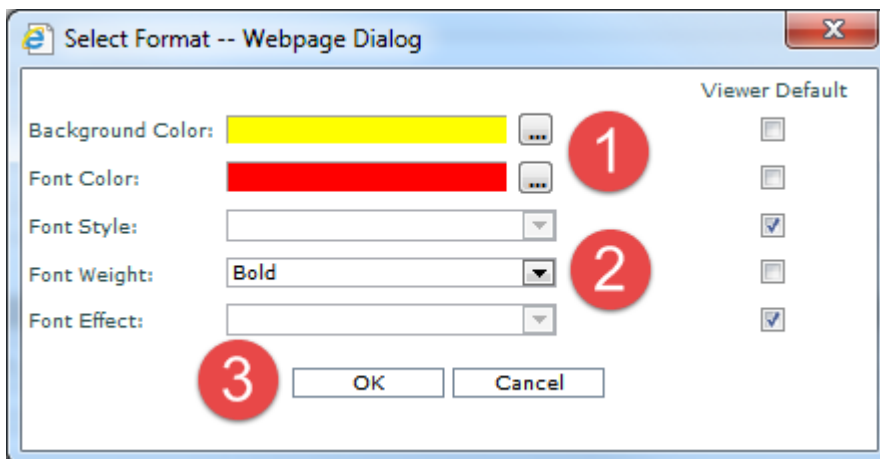 Select Format -- Webpage Dialog
Viewer Default
Background Color: ...
1
Font Color: ...
Font Style:
Font Weight: Bold
2
Font Effect:
3
OK Cancel